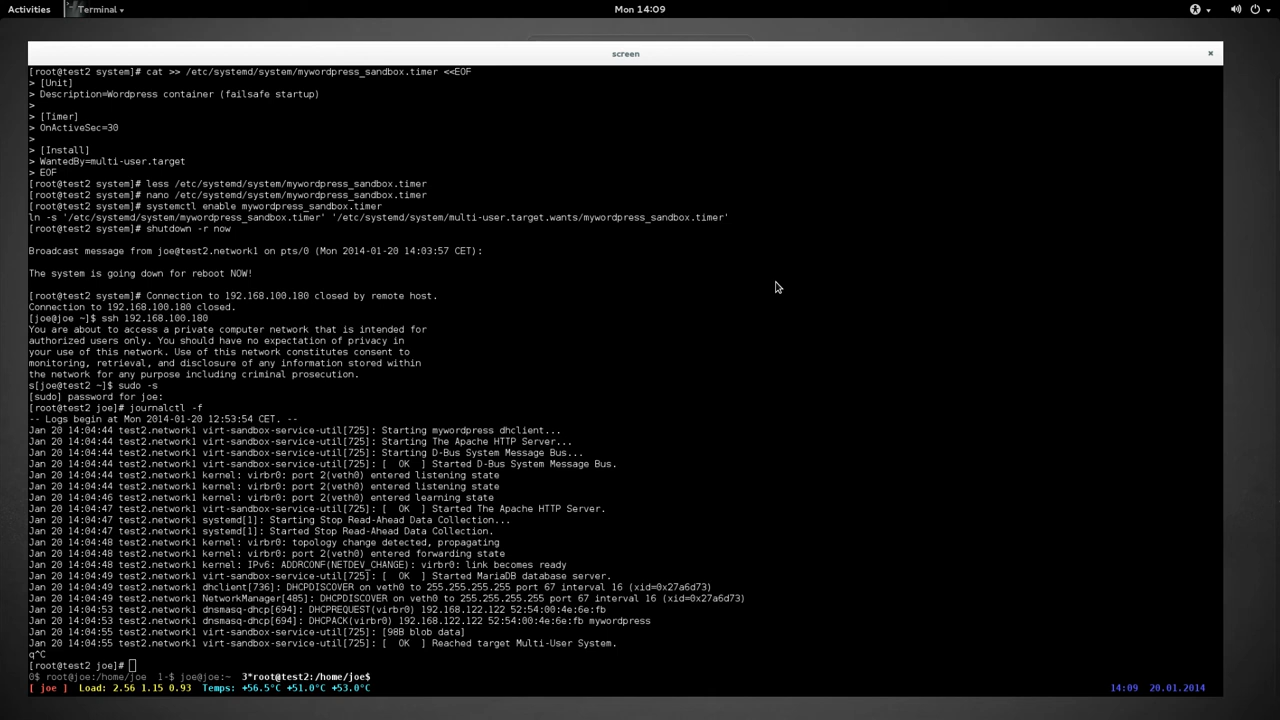 Activities Terminal Mon 14:09
screen ×
[root@test2 system]# cat >> /etc/systemd/system/mywordpress_sandbox.timer <<EOF
> [Unit]
> Description=Wordpress container (failsafe startup)
>
> [Timer]
> OnActiveSec=30
>
> [Install]
> WantedBy=multi-user.target
> EOF
[root@test2 system]# less /etc/systemd/system/mywordpress_sandbox.timer
[root@test2 system]# nano /etc/systemd/system/mywordpress_sandbox.timer
[root@test2 system]# systemctl enable mywordpress_sandbox.timer
ln -s '/etc/systemd/system/mywordpress_sandbox.timer' '/etc/systemd/system/multi-user.target.wants/mywordpress_sandbox.timer'
[root@test2 system]# shutdown -r now
Broadcast message from joe@test2.network1 on pts/0 (Mon 2014-01-20 14:03:57 CET):
The system is going down for reboot NOW!
[root@test2 system]# Connection to 192.168.100.180 closed by remote host.
Connection to 192.168.100.180 closed.
[joe@joe ~]$ ssh 192.168.100.180
You are about to access a private computer network that is intended for
authorized users only. You should have no expectation of privacy in
your use of this network. Use of this network constitutes consent to
monitoring, retrieval, and disclosure of any information stored within
the network for any purpose including criminal prosecution.
s[joe@test2 ~]$ sudo -s
[sudo] password for joe:
[root@test2 joe]# journalctl -f
-- Logs begin at Mon 2014-01-20 12:53:54 CET. --
Jan 20 14:04:44 test2.network1 virt-sandbox-service-util[725]: Starting mywordpress dhclient...
Jan 20 14:04:44 test2.network1 virt-sandbox-service-util[725]: Starting The Apache HTTP Server...
Jan 20 14:04:44 test2.network1 virt-sandbox-service-util[725]: Starting D-Bus System Message Bus...
Jan 20 14:04:44 test2.network1 virt-sandbox-service-util[725]: [  OK  ] Started D-Bus System Message Bus.
Jan 20 14:04:44 test2.network1 kernel: virbr0: port 2(veth0) entered listening state
Jan 20 14:04:44 test2.network1 kernel: virbr0: port 2(veth0) entered listening state
Jan 20 14:04:46 test2.network1 kernel: virbr0: port 2(veth0) entered learning state
Jan 20 14:04:47 test2.network1 virt-sandbox-service-util[725]: [  OK  ] Started The Apache HTTP Server.
Jan 20 14:04:47 test2.network1 systemd[1]: Starting Stop Read-Ahead Data Collection...
Jan 20 14:04:47 test2.network1 systemd[1]: Started Stop Read-Ahead Data Collection.
Jan 20 14:04:48 test2.network1 kernel: virbr0: topology change detected, propagating
Jan 20 14:04:48 test2.network1 kernel: virbr0: port 2(veth0) entered forwarding state
Jan 20 14:04:48 test2.network1 kernel: IPv6: ADDRCONF(NETDEV_CHANGE): virbr0: link becomes ready
Jan 20 14:04:49 test2.network1 virt-sandbox-service-util[725]: [  OK  ] Started MariaDB database server.
Jan 20 14:04:49 test2.network1 dhclient[736]: DHCPDISCOVER on veth0 to 255.255.255.255 port 67 interval 16 (xid=0x27a6d73)
Jan 20 14:04:49 test2.network1 NetworkManager[485]: DHCPDISCOVER on veth0 to 255.255.255.255 port 67 interval 16 (xid=0x27a6d73)
Jan 20 14:04:53 test2.network1 dnsmasq-dhcp[694]: DHCPREQUEST(virbr0) 192.168.122.122 52:54:00:4e:6e:fb
Jan 20 14:04:53 test2.network1 dnsmasq-dhcp[694]: DHCPACK(virbr0) 192.168.122.122 52:54:00:4e:6e:fb mywordpress
Jan 20 14:04:55 test2.network1 virt-sandbox-service-util[725]: [98B blob data]
Jan 20 14:04:55 test2.network1 virt-sandbox-service-util[725]: [  OK  ] Reached target Multi-User System.
q^C
[root@test2 joe]#
0$ root@joe:/home/joe  1-$ joe@joe:~  3*root@test2:/home/joe$
[ joe ]  Load: 2.56 1.15 0.93  Temps: +56.5°C +51.0°C +53.0°C 14:09  20.01.2014